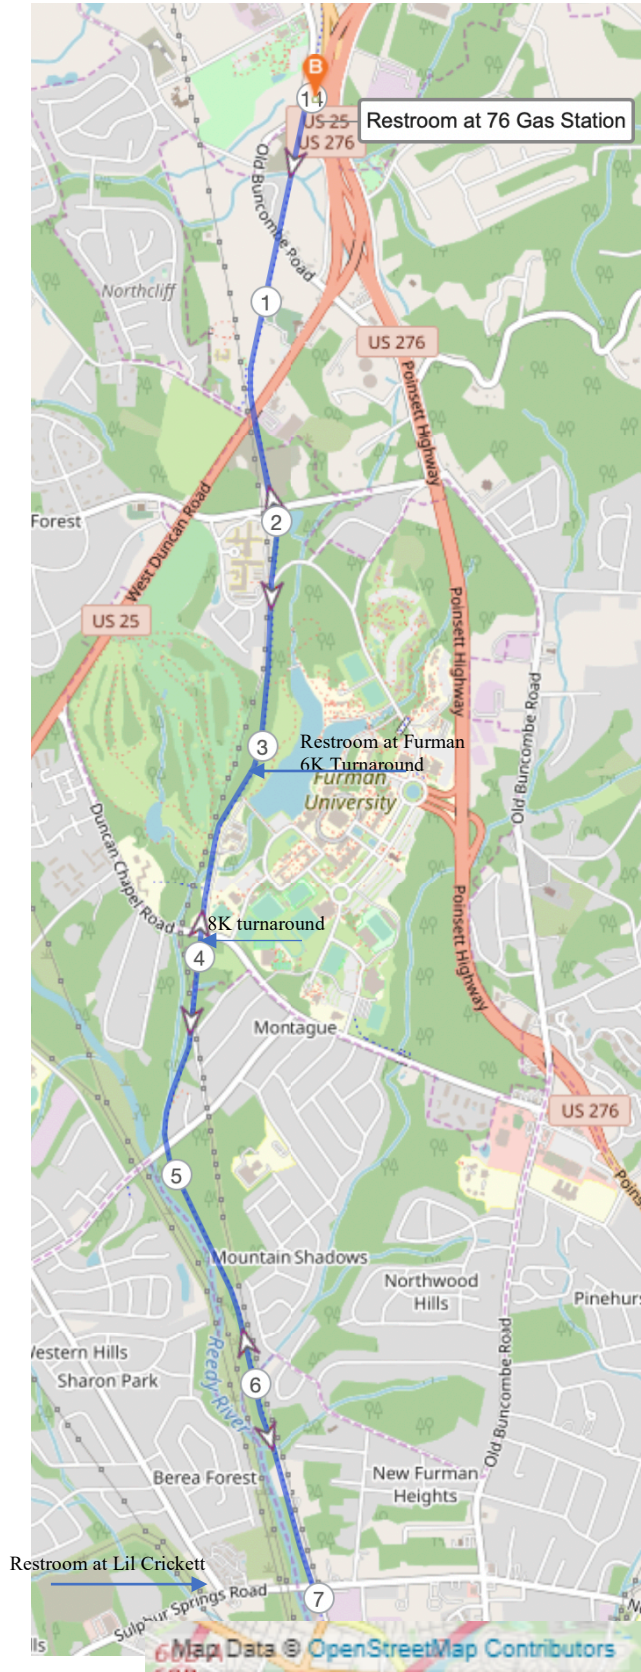 B
14
US 25
US 276
Restroom at 76 Gas Station
Old Buncombe Road
Northcliff
1
US 276
Poinsett Highway
2
Forest
West Duncan Road
US 25
Poinsett Highway
Old Buncombe Road
3
Restroom at Furman
6K Turnaround
Furman
University
Duncan Chapel Road
8K turnaround
Poinsett Highway
4
Montague
US 276
5
Poins
Mountain Shadows
Northwood
Hills
Pinehurs
Reedy River
Old Buncombe Road
Western Hills
Sharon Park
6
Berea Forest
New Furman
Heights
Restroom at Lil Crickett
Sulphur Springs Road
7
lls
Map Data © OpenStreetMap Contributors